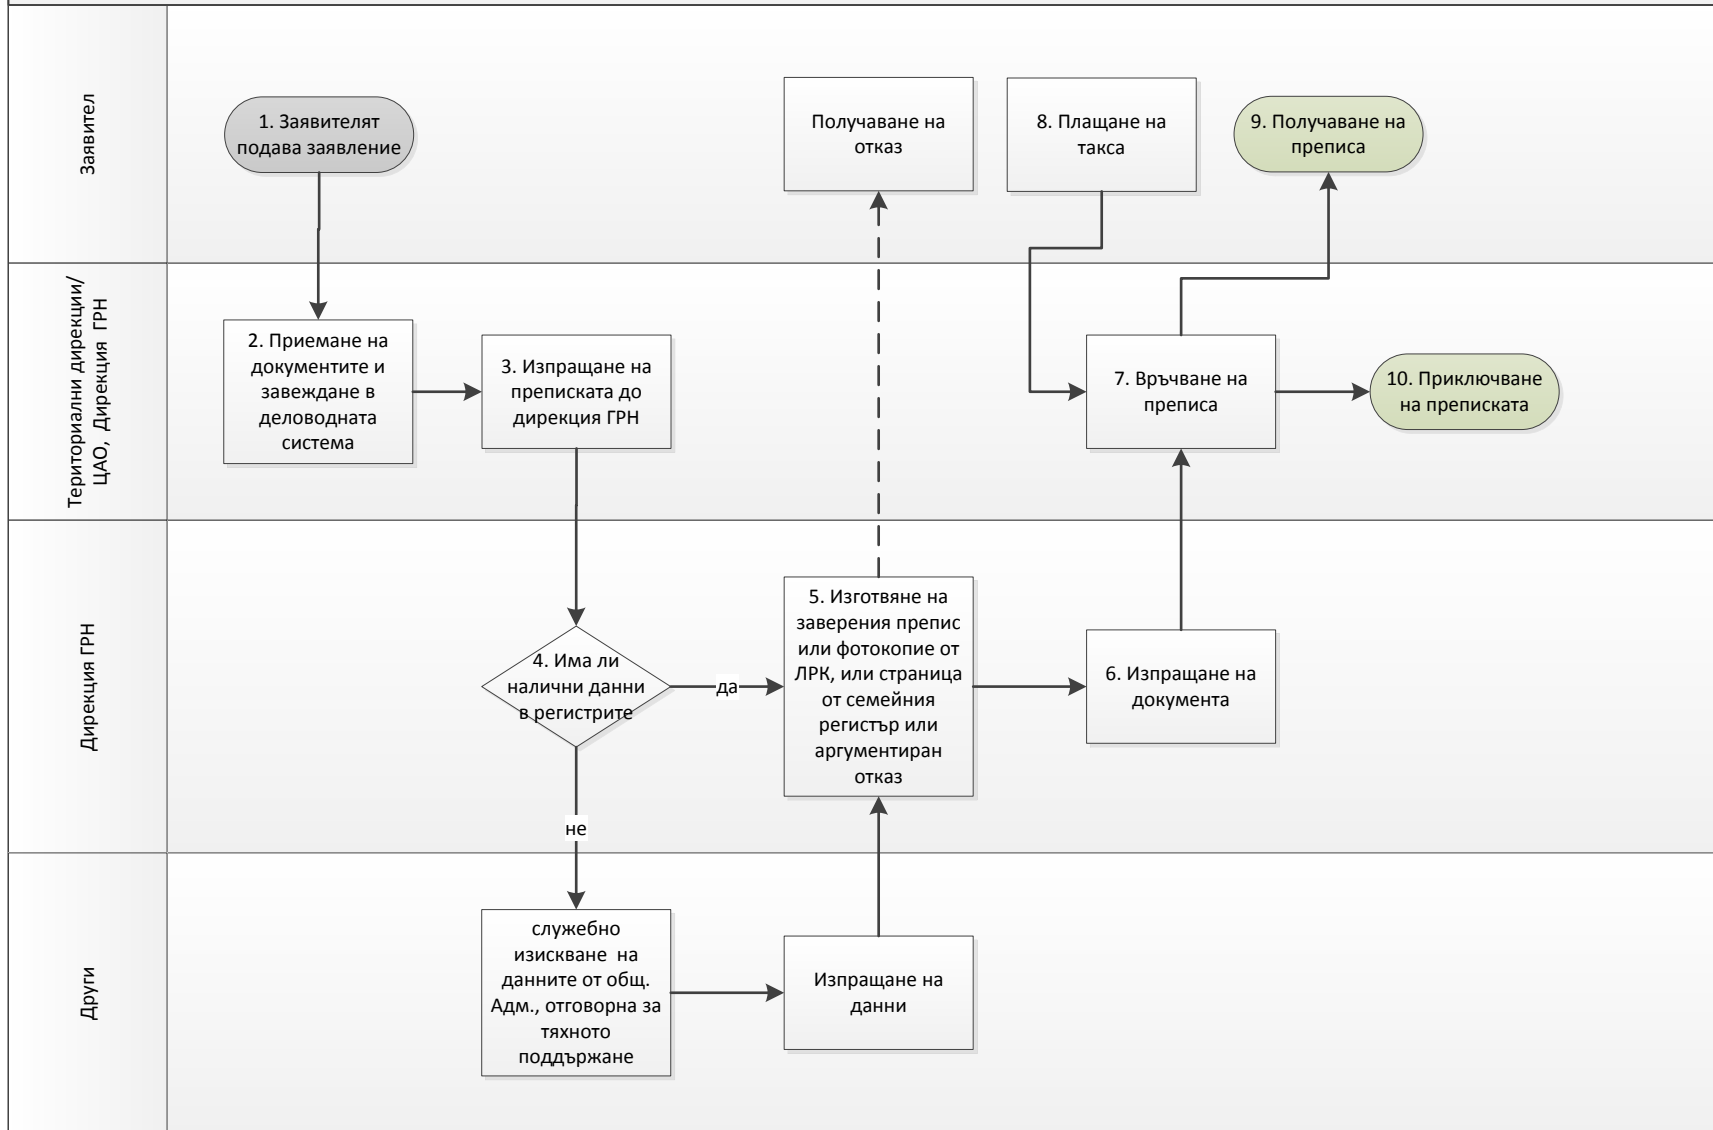 Заявител
1. Заявителят
подава заявление
Получаване на
отказ
8. Плащане на
такса
9. Получаване на
преписа
Териториални дирекции/
ЦАО, Дирекция ГРН
2. Приемане на
документите и
завеждане в
деловодната
система
3. Изпращане на
преписката до
дирекция ГРН
7. Връчване на
преписа
10. Приключване
на преписката
Дирекция ГРН
4. Има ли
налични данни
в регистрите
да
не
5. Изготвяне на
заверения препис
или фотокопие от
ЛРК, или страница
от семейния
регистър или
аргументиран
отказ
6. Изпращане на
документа
Други
служебно
изискване на
данните от общ.
Адм., отговорна за
тяхното
поддържане
Изпращане на
данни